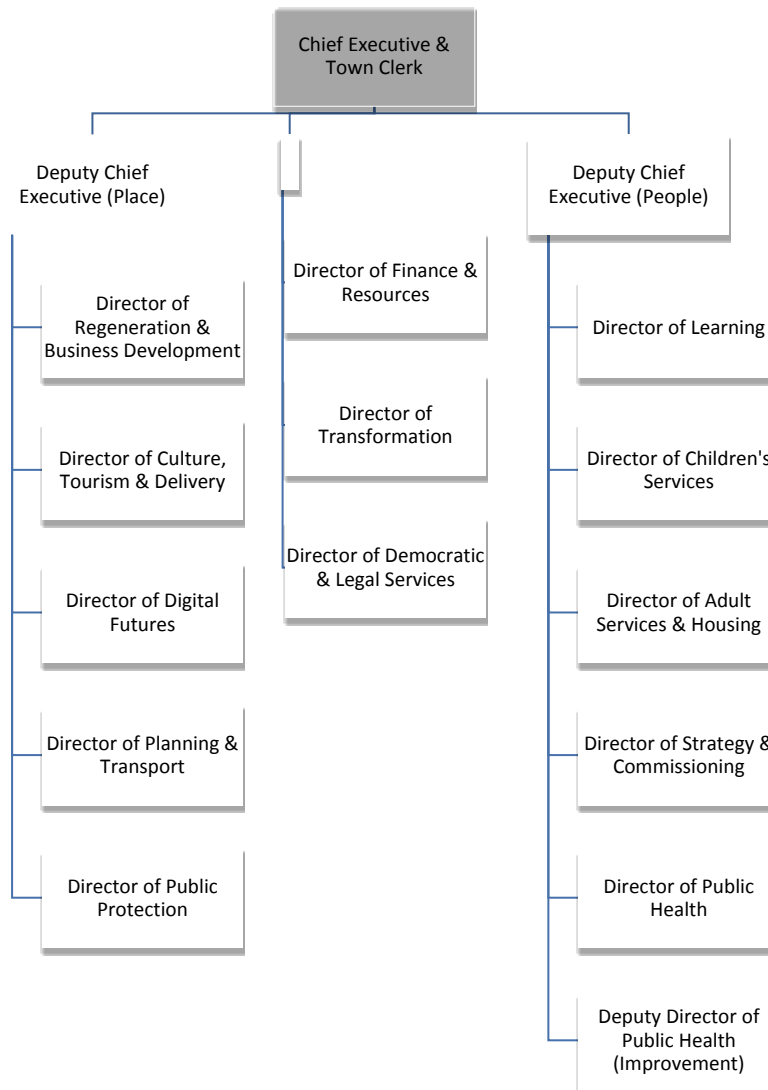 Chief Executive &
Town Clerk
Deputy Chief
Executive (Place)
Director of
Regeneration &
Business Development
Director of Culture,
Tourism & Delivery
Director of Digital
Futures
Director of Planning &
Transport
Director of Public
Protection
Director of Finance &
Resources
Director of
Transformation
Director of Democratic
& Legal Services
Deputy Chief
Executive (People)
Director of Learning
Director of Children's
Services
Director of Adult
Services & Housing
Director of Strategy &
Commissioning
Director of Public
Health
Deputy Director of
Public Health
(Improvement)